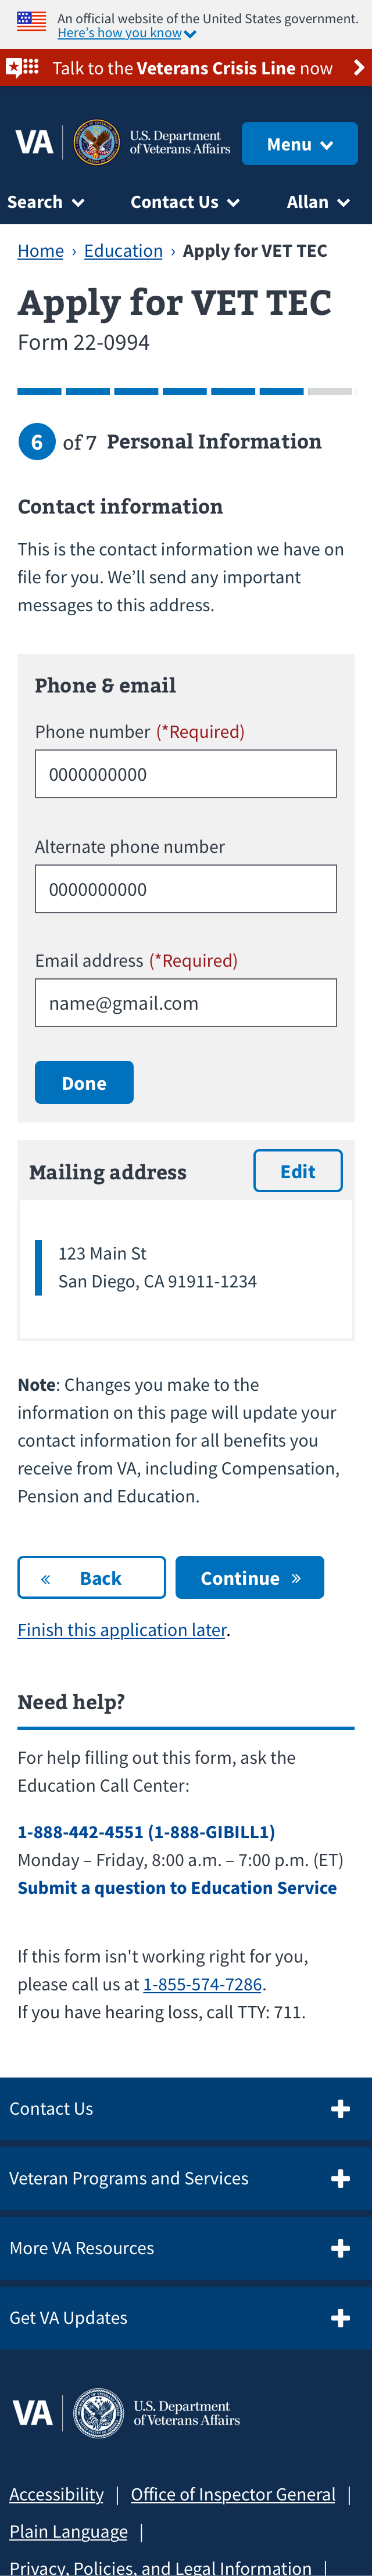 An official website of the United States government.
Here's how you know
Talk to the Veterans Crisis Line now
VA
U.S. Department
of Veterans Affairs
Menu
Search
Contact Us
Allan
Home › Education › Apply for VET TEC
Apply for VET TEC
Form 22-0994
6 of 7 Personal Information
Contact information
This is the contact information we have on
file for you. We'll send any important
messages to this address.
Phone & email
Phone number (*Required)
0000000000
Alternate phone number
0000000000
Email address (*Required)
name@gmail.com
Done
Mailing address
Edit
123 Main St
San Diego, CA 91911-1234
Note: Changes you make to the
information on this page will update your
contact information for all benefits you
receive from VA, including Compensation,
Pension and Education.
« Back
Continue »
Finish this application later.
Need help?
For help filling out this form, ask the
Education Call Center:
1-888-442-4551 (1-888-GIBILL1)
Monday – Friday, 8:00 a.m. – 7:00 p.m. (ET)
Submit a question to Education Service
If this form isn't working right for you,
please call us at 1-855-574-7286.
If you have hearing loss, call TTY: 711.
Contact Us
Veteran Programs and Services
More VA Resources
Get VA Updates
VA
U.S. Department
of Veterans Affairs
Accessibility | Office of Inspector General |
Plain Language |
Privacy, Policies, and Legal Information |